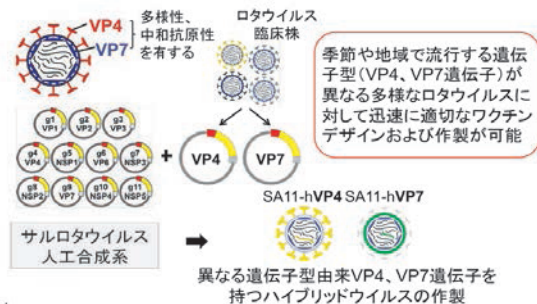 VP4
VP7
多様性、
中和抗原性
を有する
ロタウイルス
臨床株
季節や地域で流行する遺伝
子型(VP4、VP7遺伝子)が
異なる多様なロタウイルスに
対して迅速に適切なワクチン
デザインおよび作製が可能
g1
VP1
g2
VP2
g3
VP3
g4
VP4
g5
NSP1
g6
VP6
g7
NSP3
g8
NSP2
g9
VP7
g10
NSP4
g11
NSP5
+
VP4
VP7
サルロタウイルス
人工合成系
SA11-hVP4 SA11-hVP7
異なる遺伝子型由来VP4、VP7遺伝子を
持つハイブリッドウイルスの作製